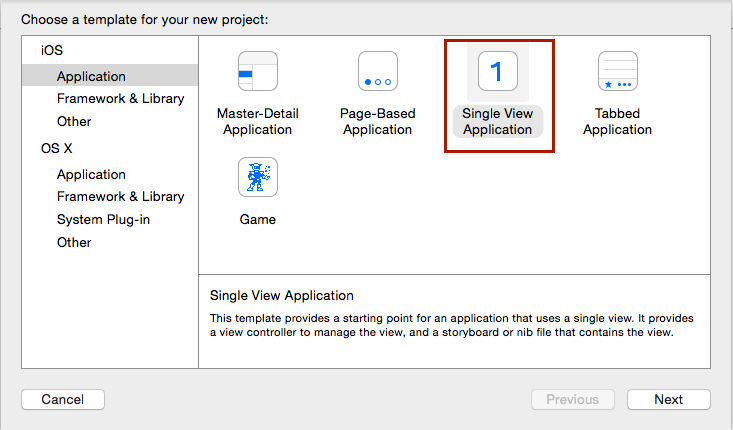 Choose a template for your new project:
iOS
Application
Framework & Library
Other
OS X
Application
Framework & Library
System Plug-in
Other
Master-Detail
Application
Page-Based
Application
1
Single View
Application
Tabbed
Application
Game
Single View Application
This template provides a starting point for an application that uses a single view. It provides
a view controller to manage the view, and a storyboard or nib file that contains the view.
Cancel
Previous
Next